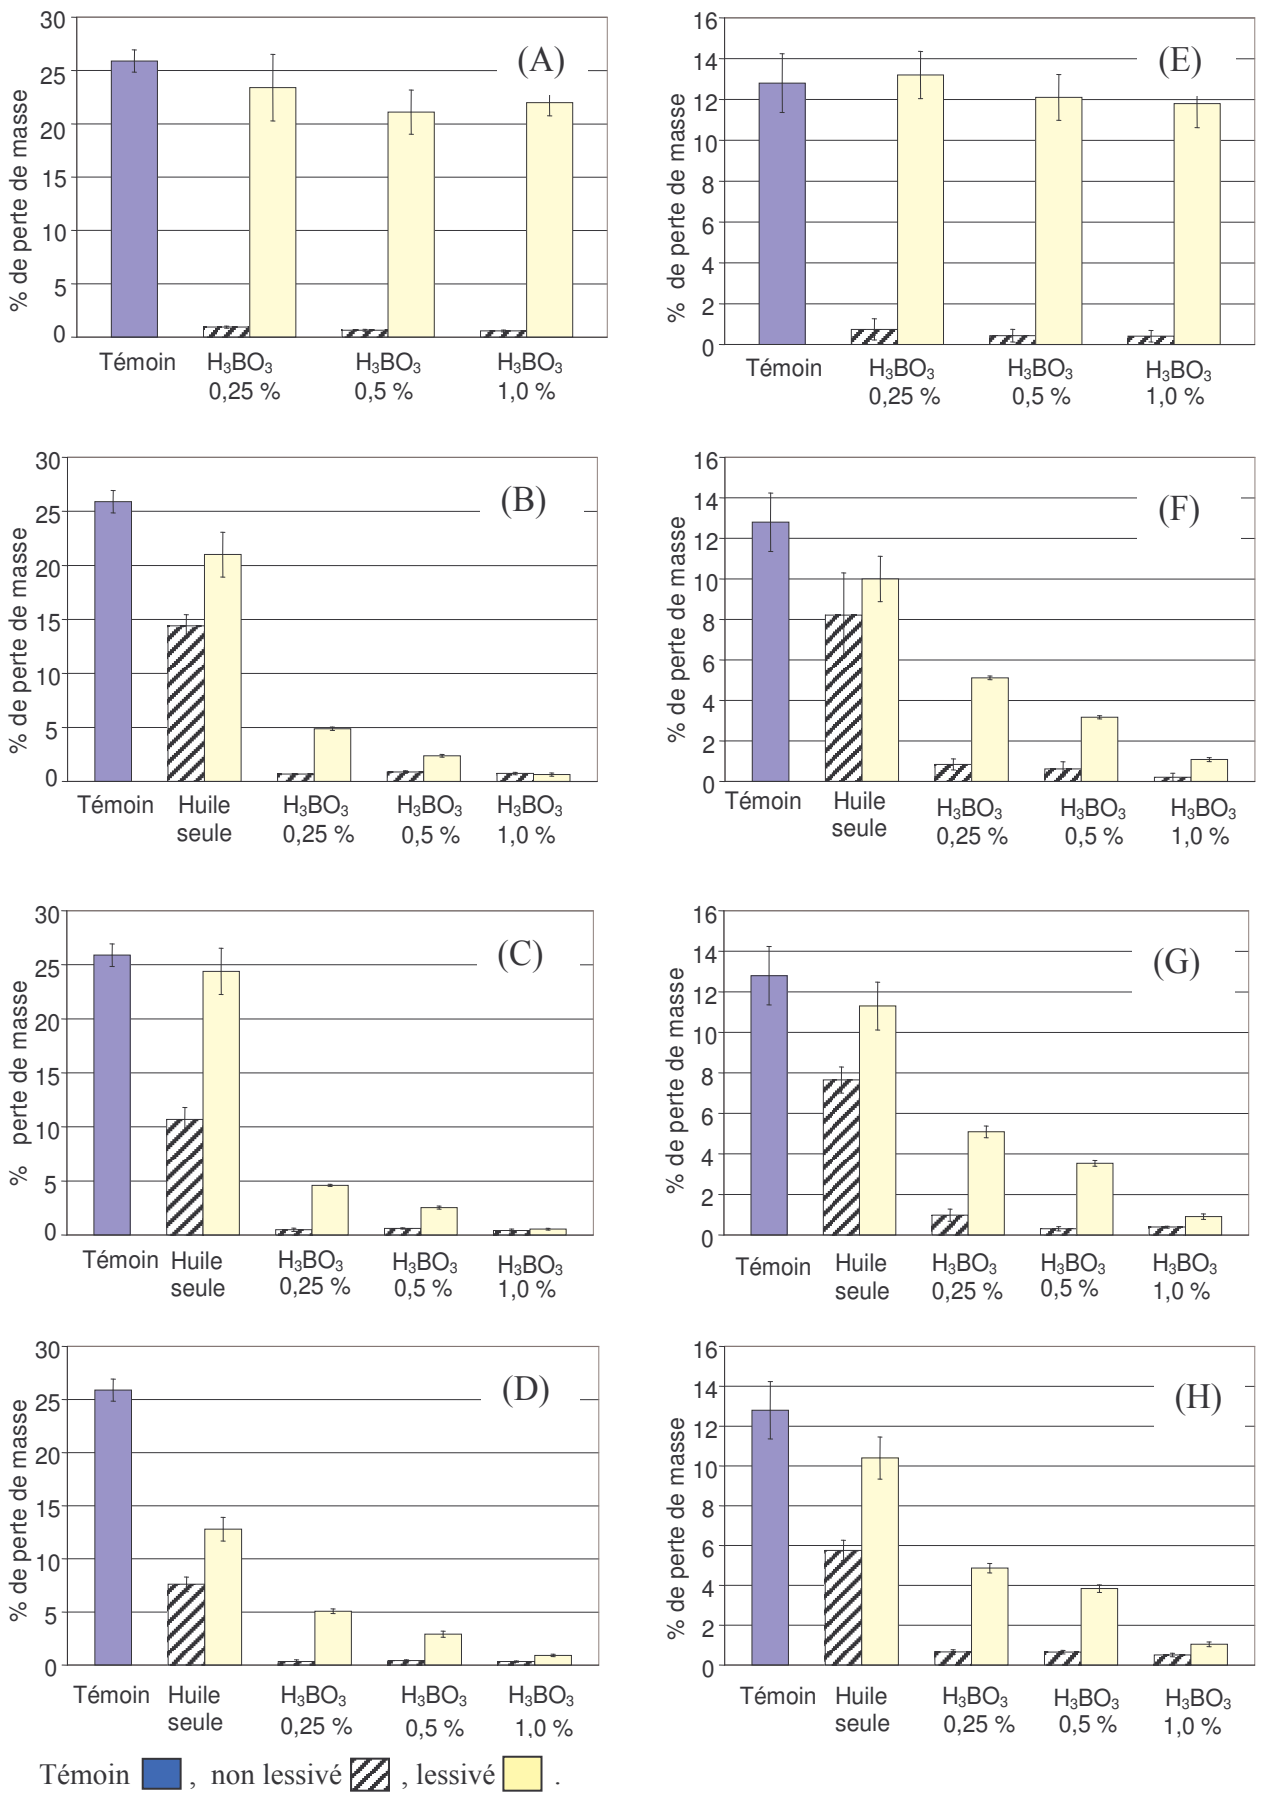 30
25
20
15
10
5
0
% de perte de masse
(A)
Témoin H₃BO₃ H₃BO₃ H₃BO₃
0,25 % 0,5 % 1,0 %
16
14
12
10
8
6
4
2
0
% de perte de masse
(E)
Témoin H₃BO₃ H₃BO₃ H₃BO₃
0,25 % 0,5 % 1,0 %
30
25
20
15
10
5
0
% de perte de masse
(B)
Témoin Huile H₃BO₃ H₃BO₃ H₃BO₃
seule 0,25 % 0,5 % 1,0 %
16
14
12
10
8
6
4
2
0
% de perte de masse
(F)
Témoin Huile H₃BO₃ H₃BO₃ H₃BO₃
seule 0,25 % 0,5 % 1,0 %
30
25
20
15
10
5
0
% perte de masse
(C)
Témoin Huile H₃BO₃ H₃BO₃ H₃BO₃
seule 0,25 % 0,5 % 1,0 %
16
14
12
10
8
6
4
2
0
% de perte de masse
(G)
Témoin Huile H₃BO₃ H₃BO₃ H₃BO₃
seule 0,25 % 0,5 % 1,0 %
30
25
20
15
10
5
0
% de perte de masse
(D)
Témoin Huile H₃BO₃ H₃BO₃ H₃BO₃
seule 0,25 % 0,5 % 1,0 %
16
14
12
10
8
6
4
2
0
% de perte de masse
(H)
Témoin Huile H₃BO₃ H₃BO₃ H₃BO₃
seule 0,25 % 0,5 % 1,0 %
Témoin , non lessivé , lessivé .